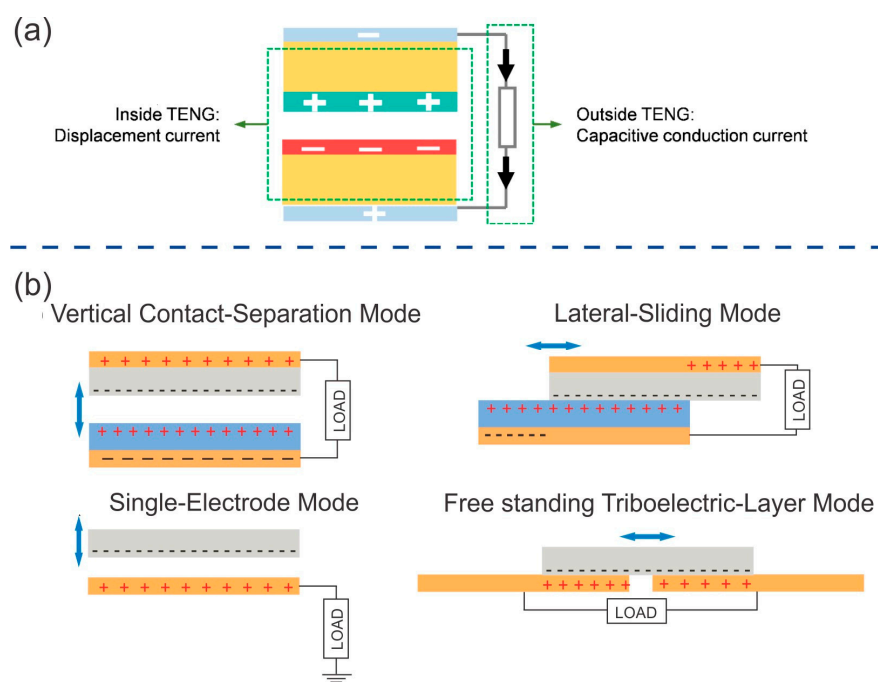 (a)
Inside TENG:
Displacement current
Outside TENG:
Capacitive conduction current
(b)
Vertical Contact-Separation Mode
LOAD
Lateral-Sliding Mode
LOAD
Single-Electrode Mode
LOAD
Free standing Triboelectric-Layer Mode
LOAD